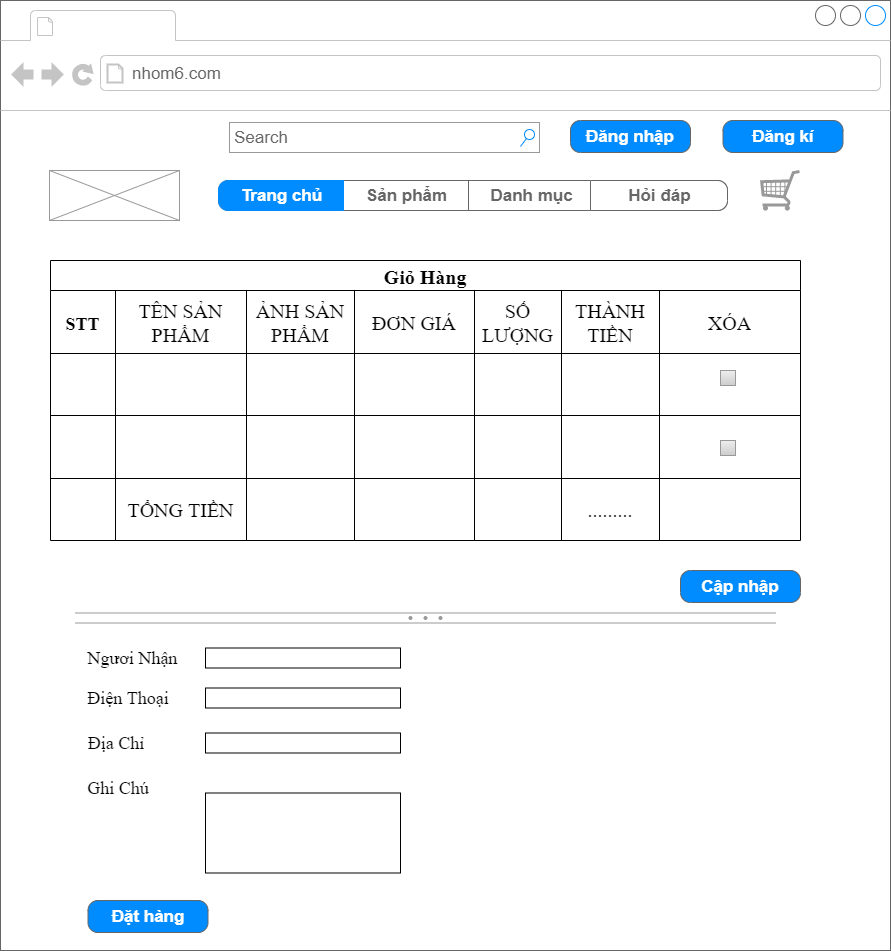 nhom6.com
Search
Đăng nhập
Đăng kí
Trang chủ
Sản phẩm
Danh mục
Hỏi đáp
Giỏ Hàng
STT
TÊN SẢN
PHẨM
ẢNH SẢN
PHẨM
ĐƠN GIÁ
SỐ
LƯỢNG
THÀNH
TIỀN
XÓA
TỔNG TIỀN
.........
Cập nhập
Ngươi Nhận
Điện Thoại
Địa Chỉ
Ghi Chú
Đặt hàng